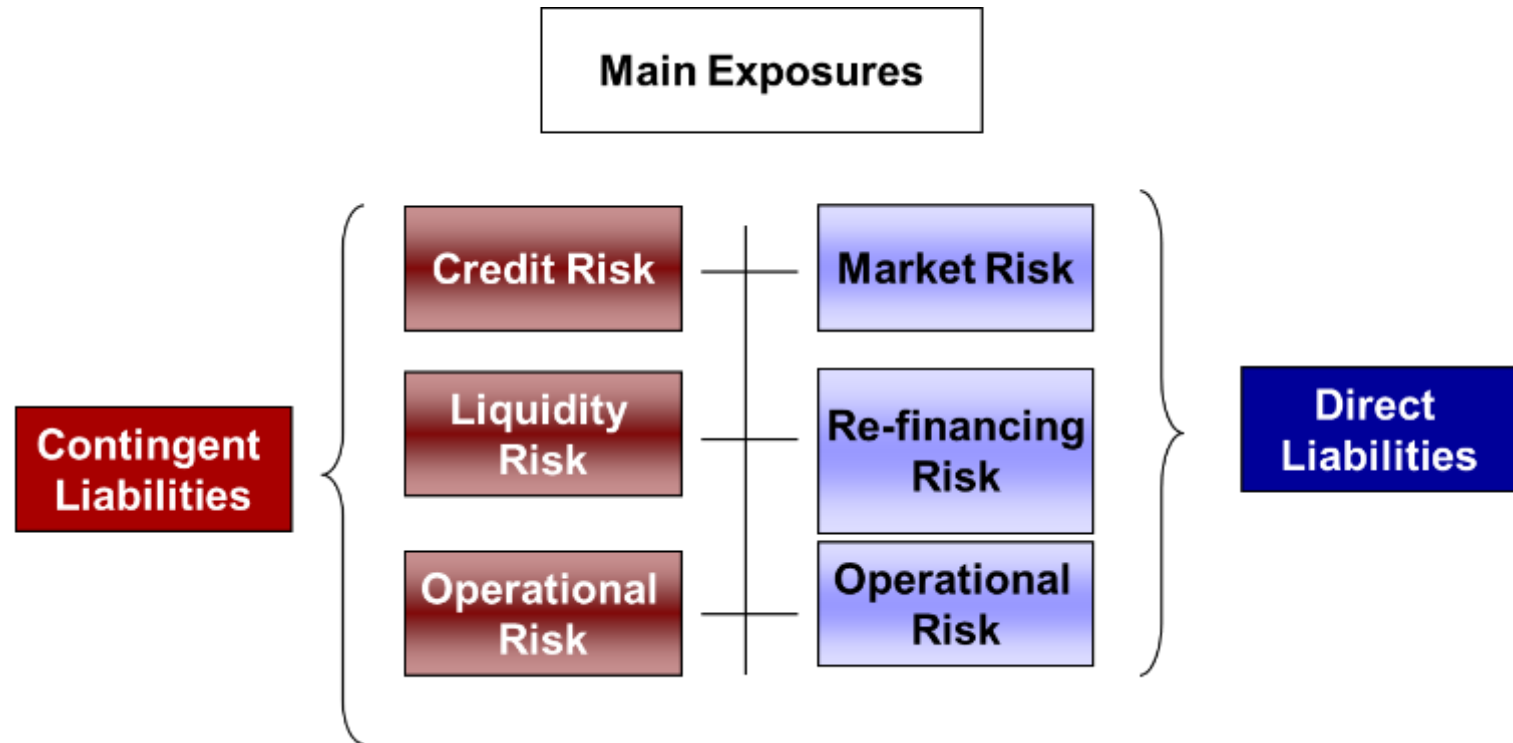 Main Exposures
Credit Risk
Market Risk
Liquidity
Risk
Re-financing
Risk
Contingent
Liabilities
Direct
Liabilities
Operational
Risk
Operational
Risk